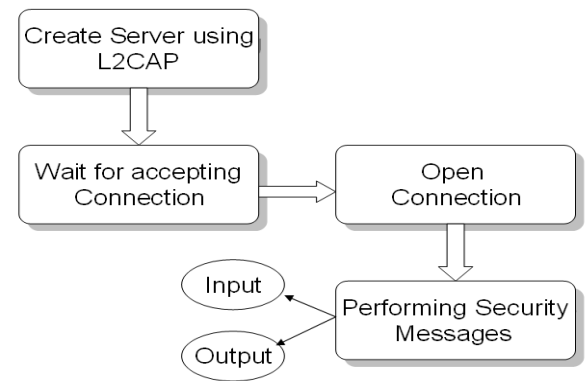 Create Server using
L2CAP
Wait for accepting
Connection
Open
Connection
Input
Performing Security
Messages
Output